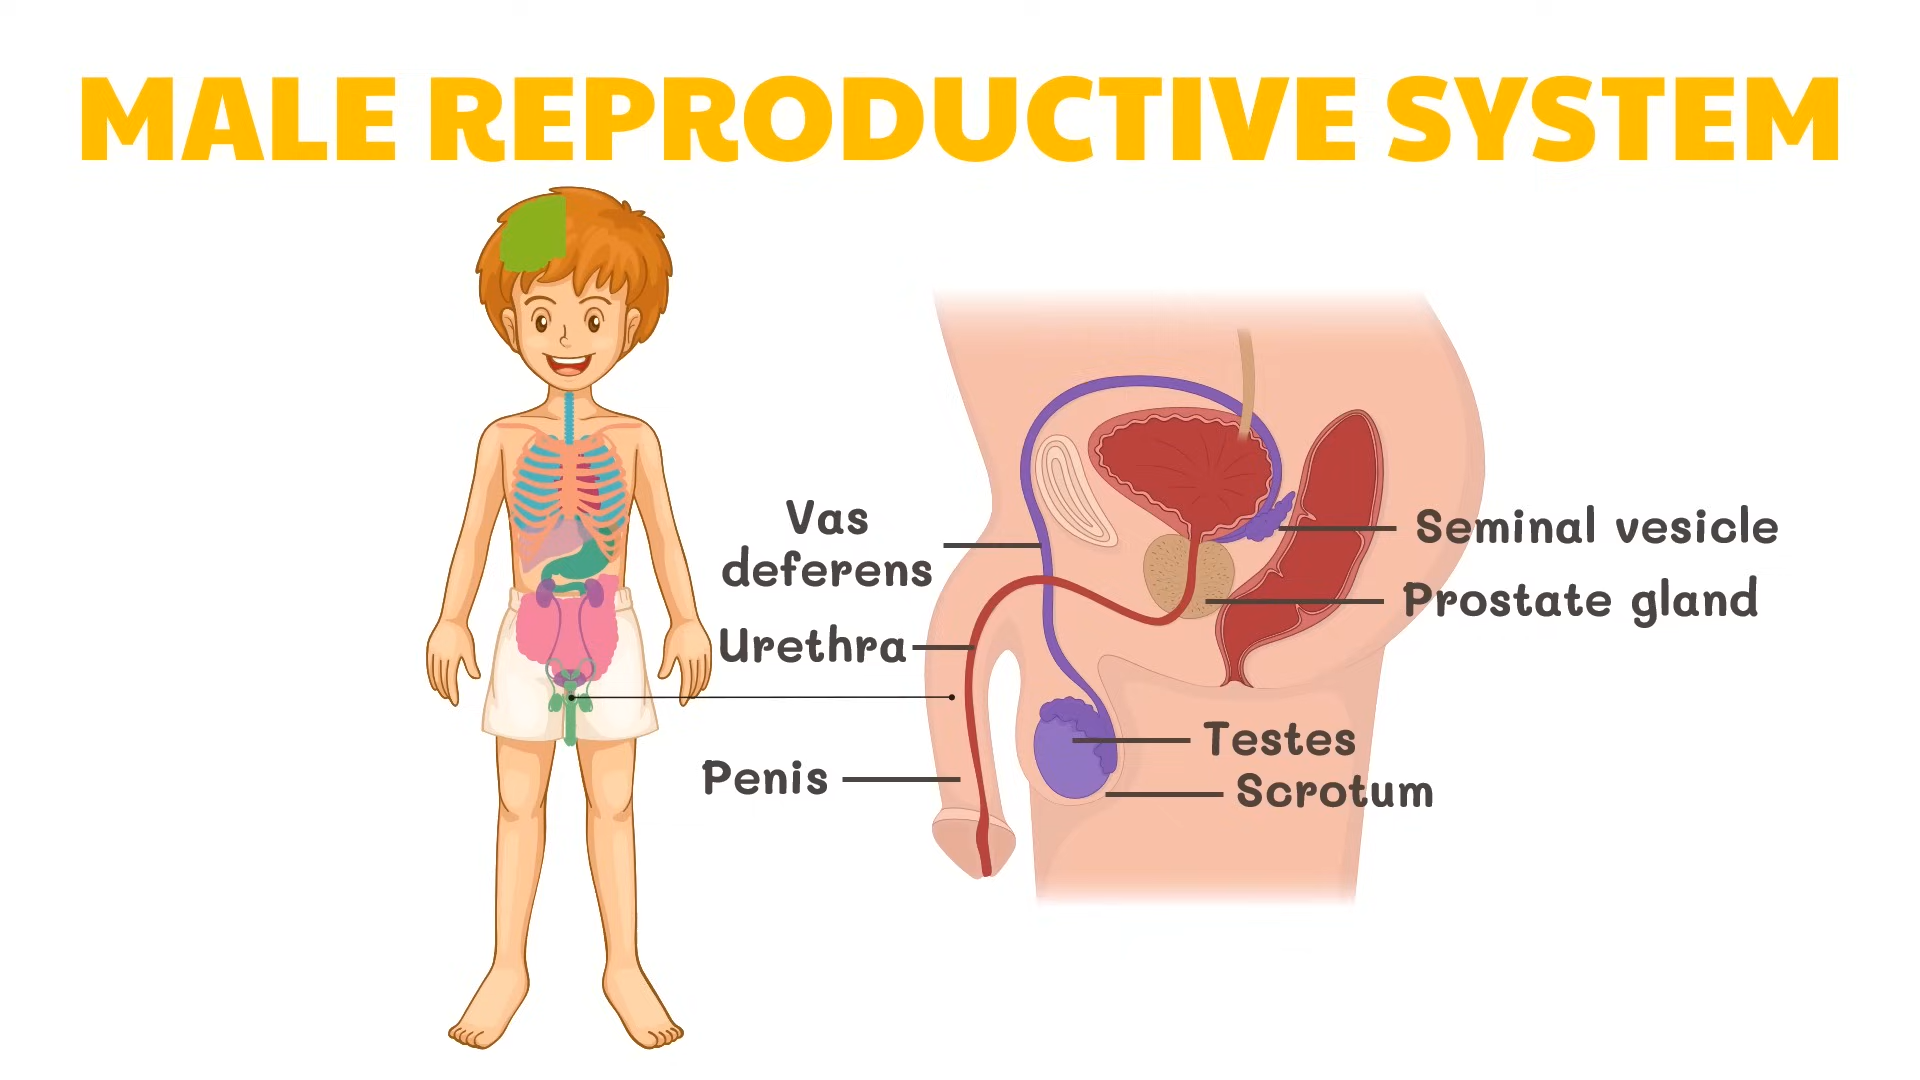 MALE REPRODUCTIVE SYSTEM
Vas
deferens
Urethra
Penis
Seminal vesicle
Prostate gland
Testes
Scrotum